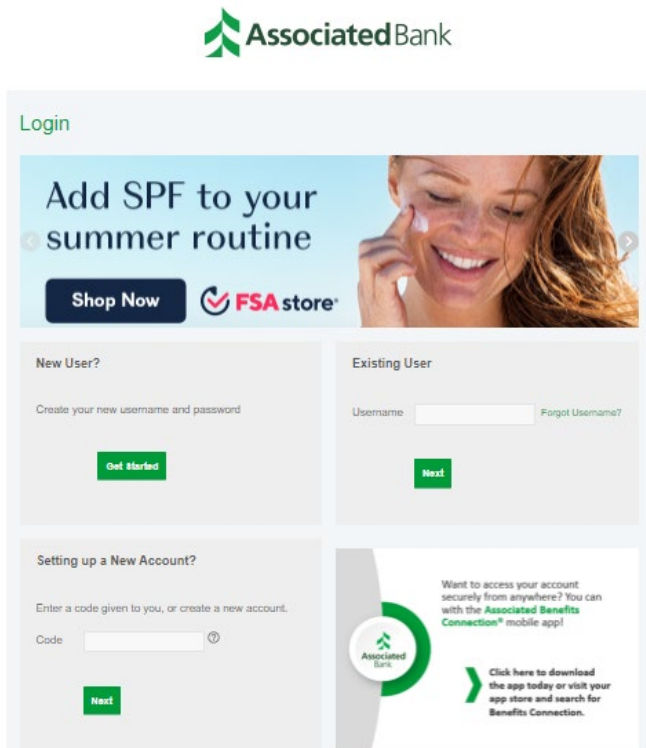 Associated Bank
Login
Add SPF to your
summer routine
Shop Now
FSA store
New User?
Create your new username and password
Get Started
Existing User
Username
Forgot Username?
Next
Setting up a New Account?
Enter a code given to you, or create a new account.
Code
?
Next
Associated
Bank
Want to access your account
securely from anywhere? You can
with the Associated Benefits
Connection® mobile app!
Click here to download
the app today or visit your
app store and search for
Benefits Connection.